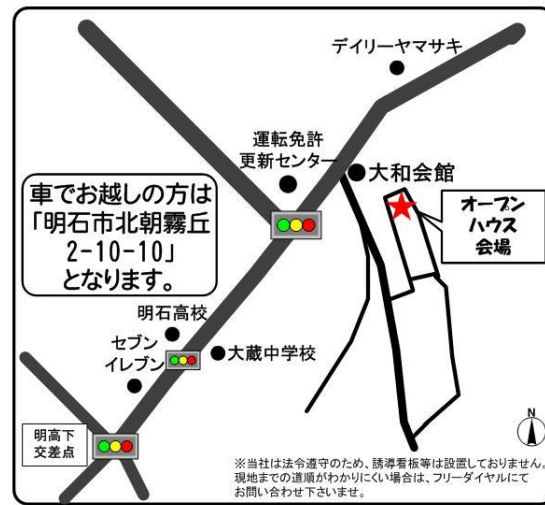 デイリーヤマサキ
運転免許
更新センター
大和会館
車でお越しの方は
「明石市北朝霧丘
2-10-10」
となります。
オープン
ハウス
会場
明石高校
セブン
イレブン
大蔵中学校
明高下
交差点
N
※当社は法令遵守のため、誘導看板等は設置しておりません。
現地までの道順がわかりにくい場合は、フリーダイヤルにて
お問い合わせ下さいませ。